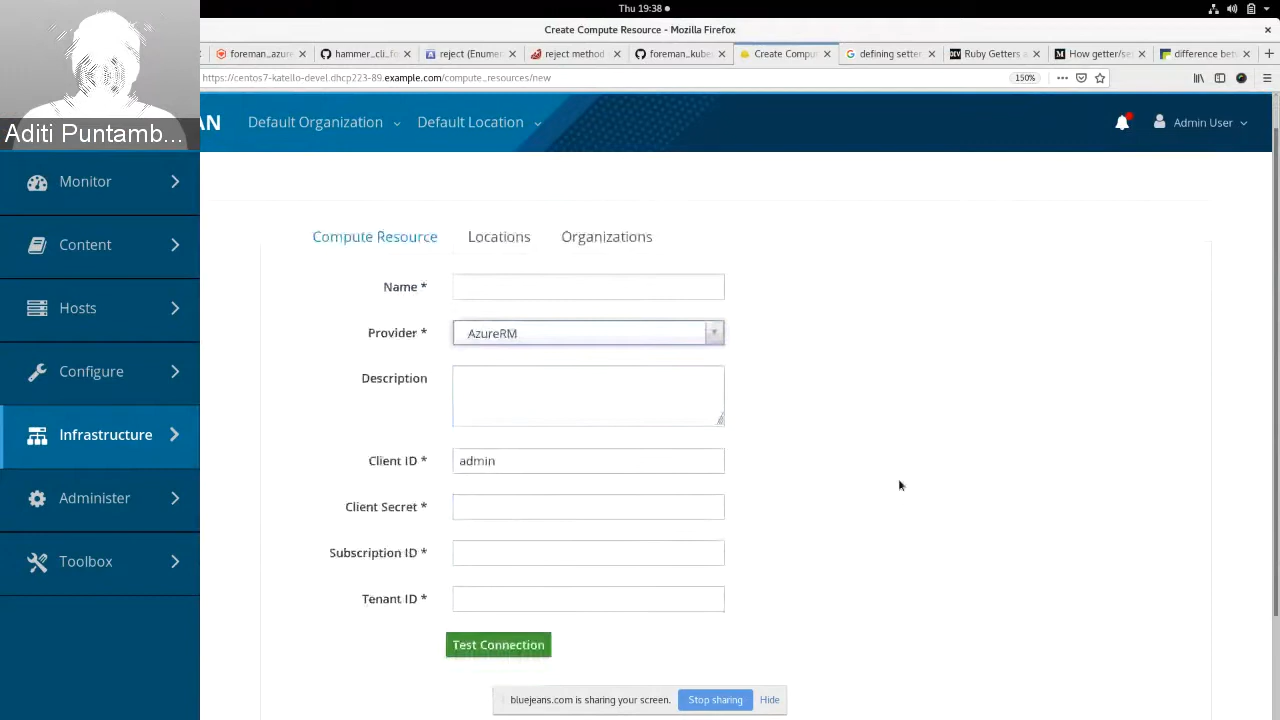 Thu 19:38
Create Compute Resource - Mozilla Firefox
foreman_azure
hammer_cli_fo
reject (Enume
reject method
foreman_kube
Create Compu
defining sette
Ruby Getters a
How getter/se
difference bet
https://centos7-katello-devel.dhcp223-89.example.com/compute_resources/new
150%
AN
Default Organization
Default Location
Admin User
Aditi Puntamb...
Monitor
Content
Hosts
Configure
Infrastructure
Administer
Toolbox
Compute Resource
Locations
Organizations
Name *
Provider *
AzureRM
Description
Client ID *
admin
Client Secret *
Subscription ID *
Tenant ID *
Test Connection
bluejeans.com is sharing your screen.
Stop sharing
Hide